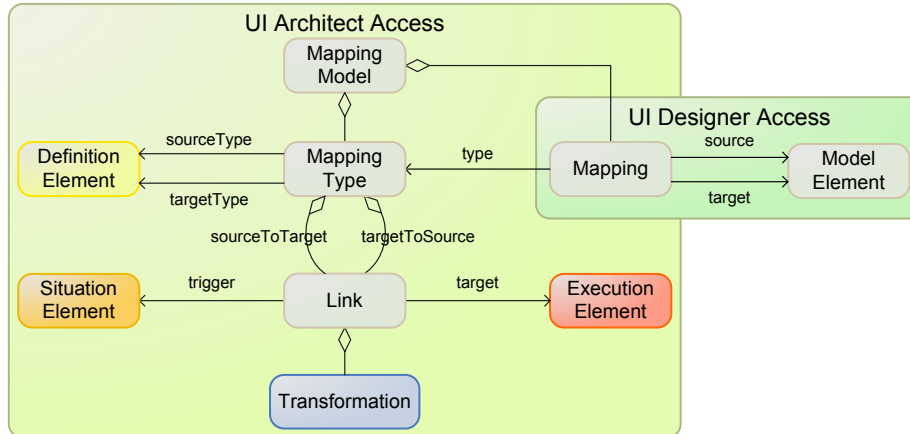 UI Architect Access
Mapping
Model
UI Designer Access
Definition
Element
sourceType
targetType
Mapping
Type
type
Mapping
source
target
Model
Element
sourceToTarget
targetToSource
Situation
Element
trigger
Link
target
Execution
Element
Transformation